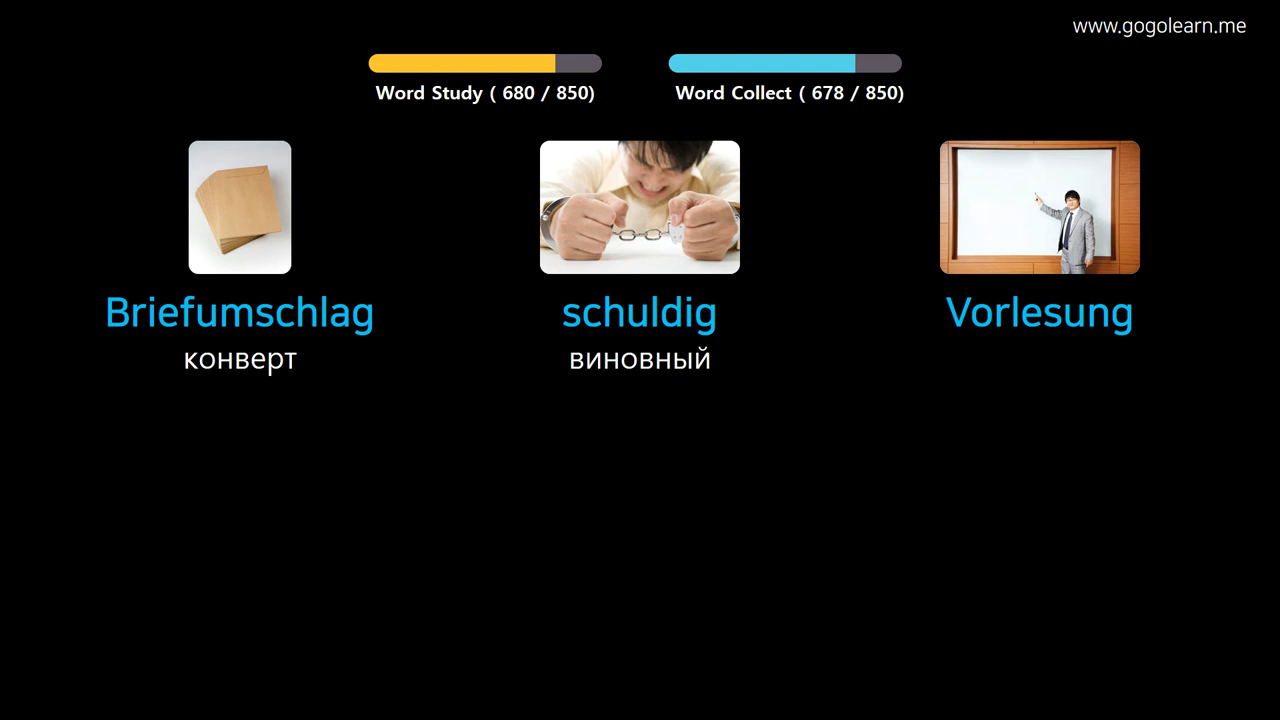 www.gogolearn.me
Word Study ( 680 / 850)
Word Collect ( 678 / 850)
Briefumschlag
конверт
schuldig
виновный
Vorlesung